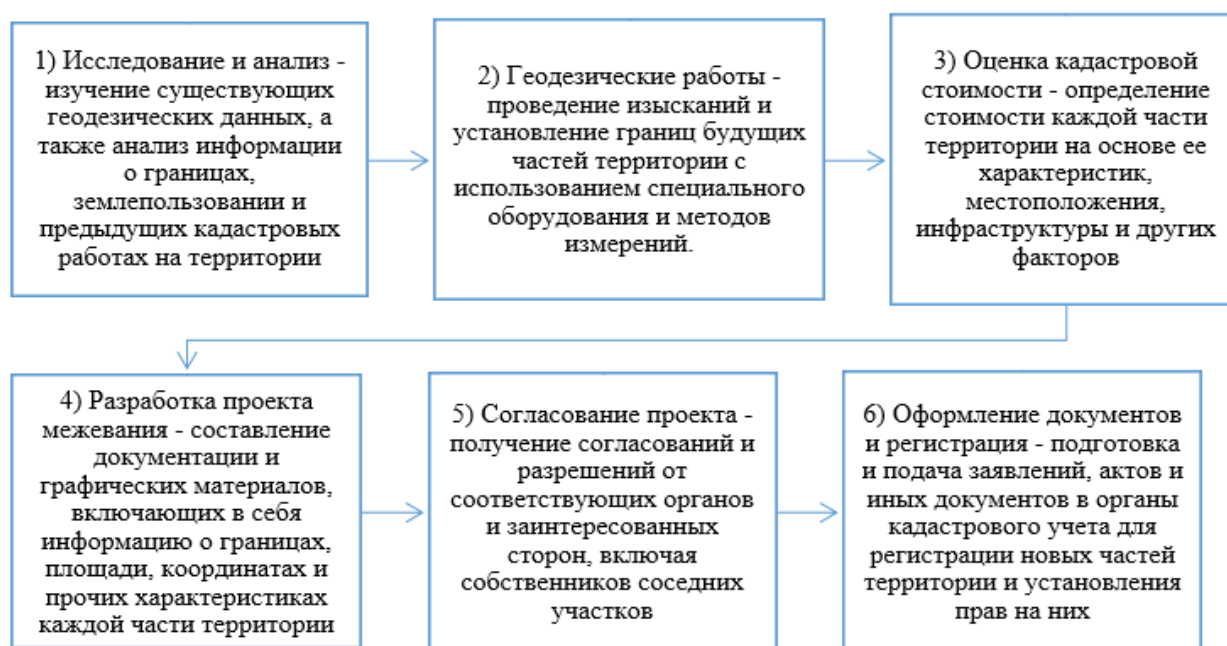 1) Исследование и анализ -
изучение существующих
геодезических данных, а
также анализ информации
о границах,
землепользовании и
предыдущих кадастровых
работах на территории
2) Геодезические работы -
проведение изысканий и
установление границ будущих
частей территории с
использованием специального
оборудования и методов
измерений.
3) Оценка кадастровой
стоимости - определение
стоимости каждой части
территории на основе ее
характеристик,
местоположения,
инфраструктуры и других
факторов
4) Разработка проекта
межевания - составление
документации и
графических материалов,
включающих в себя
информацию о границах,
площади, координатах и
прочих характеристиках
каждой части территории
5) Согласование проекта -
получение согласований и
разрешений от
соответствующих органов
и заинтересованных
сторон, включая
собственников соседних
участков
6) Оформление документов
и регистрация - подготовка
и подача заявлений, актов и
иных документов в органы
кадастрового учета для
регистрации новых частей
территории и установления
прав на них